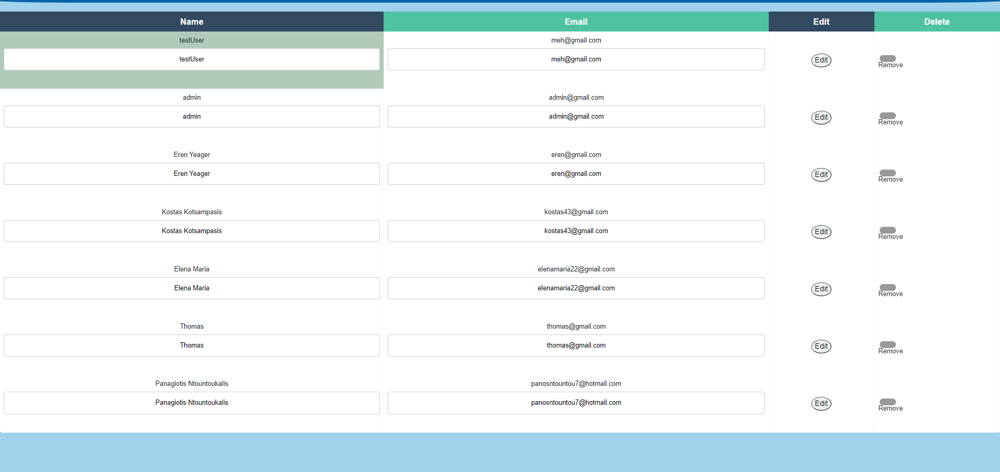 Name Email Edit Delete
testUser meh@gmail.com
testUser meh@gmail.com Edit Remove
admin admin@gmail.com
admin admin@gmail.com Edit Remove
Eren Yeager eren@gmail.com
Eren Yeager eren@gmail.com Edit Remove
Kostas Kotsampasis kostas43@gmail.com
Kostas Kotsampasis kostas43@gmail.com Edit Remove
Elena Maria elenamaria22@gmail.com
Elena Maria elenamaria22@gmail.com Edit Remove
Thomas thomas@gmail.com
Thomas thomas@gmail.com Edit Remove
Panagiotis Ntountoukalis panosntountou7@hotmail.com
Panagiotis Ntountoukalis panosntountou7@hotmail.com Edit Remove